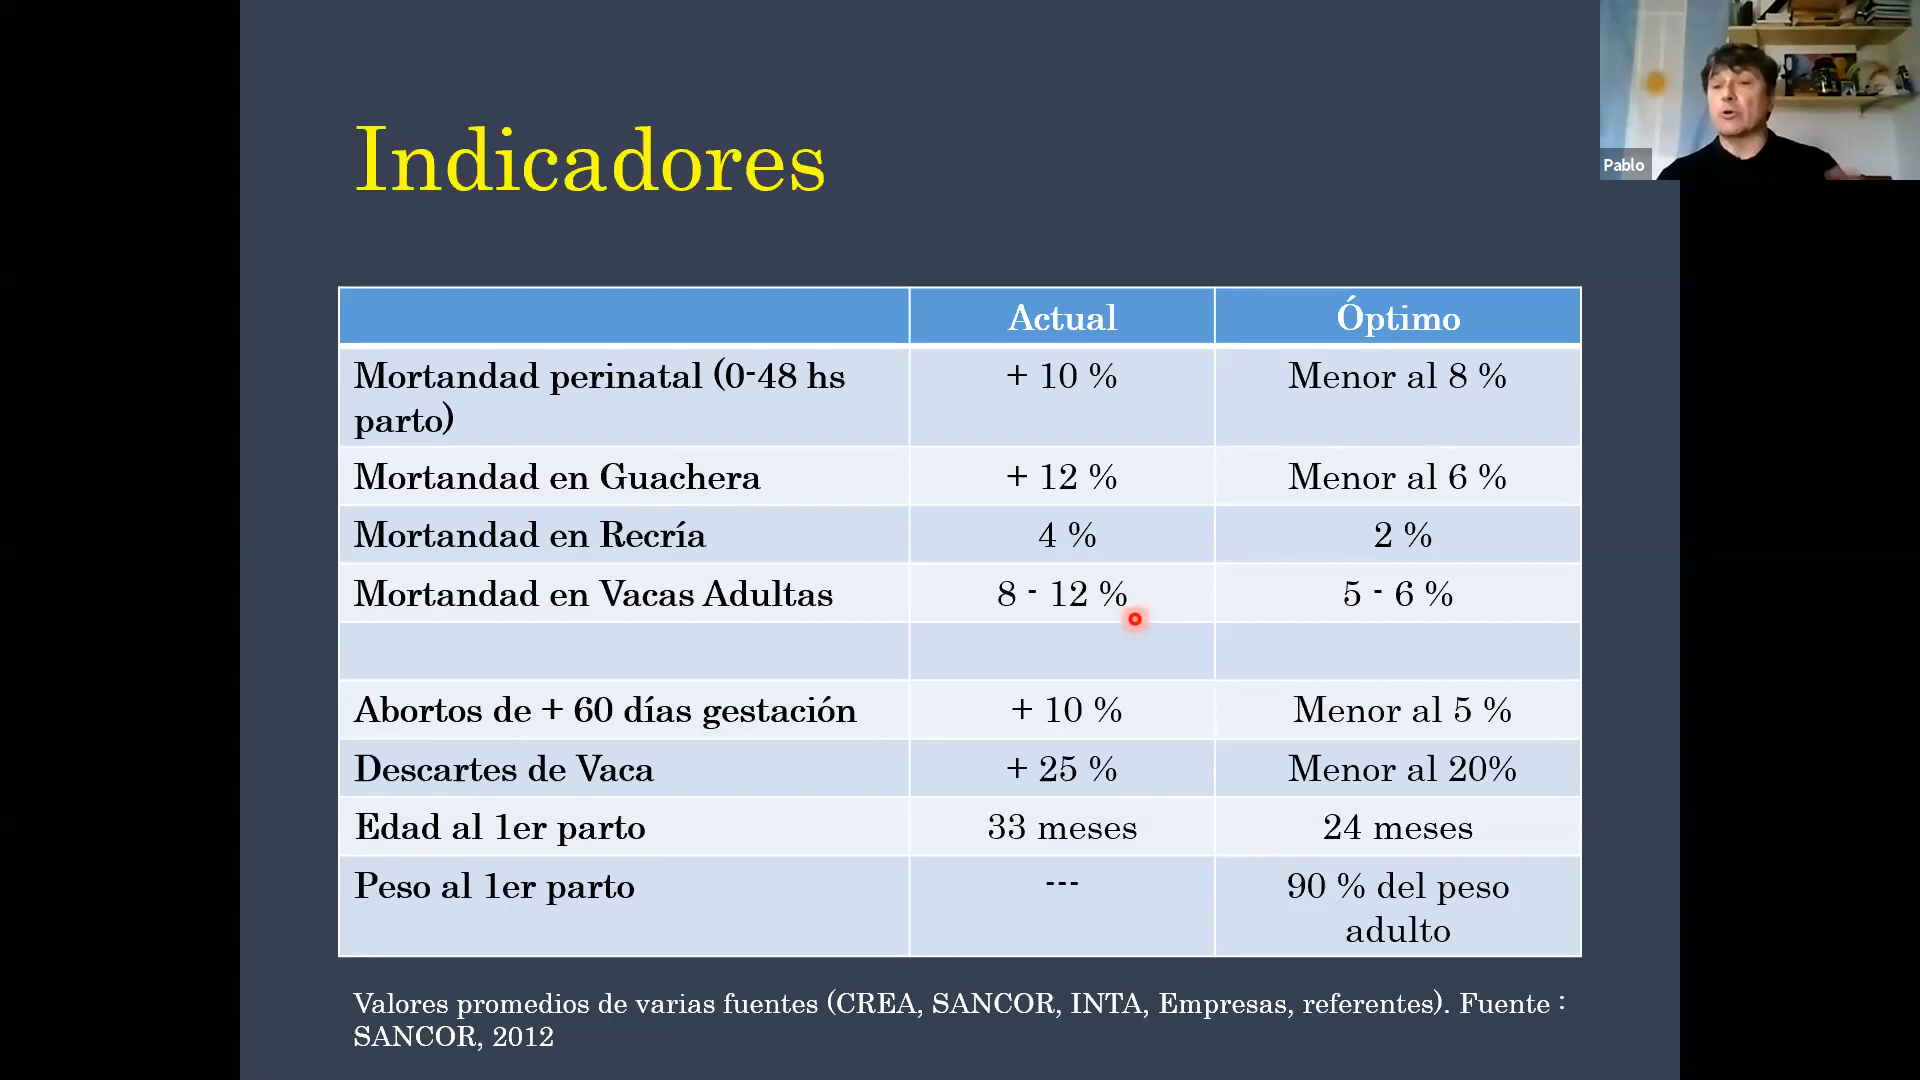 Indicadores
Pablo
Actual Óptimo
Mortandad perinatal (0-48 hs + 10 % Menor al 8 %
parto)
Mortandad en Guachera + 12 % Menor al 6 %
Mortandad en Recría 4 % 2 %
Mortandad en Vacas Adultas 8 - 12 % 5 - 6 %
Abortos de + 60 días gestación + 10 % Menor al 5 %
Descartes de Vaca + 25 % Menor al 20%
Edad al 1er parto 33 meses 24 meses
Peso al 1er parto --- 90 % del peso
adulto
Valores promedios de varias fuentes (CREA, SANCOR, INTA, Empresas, referentes). Fuente :
SANCOR, 2012